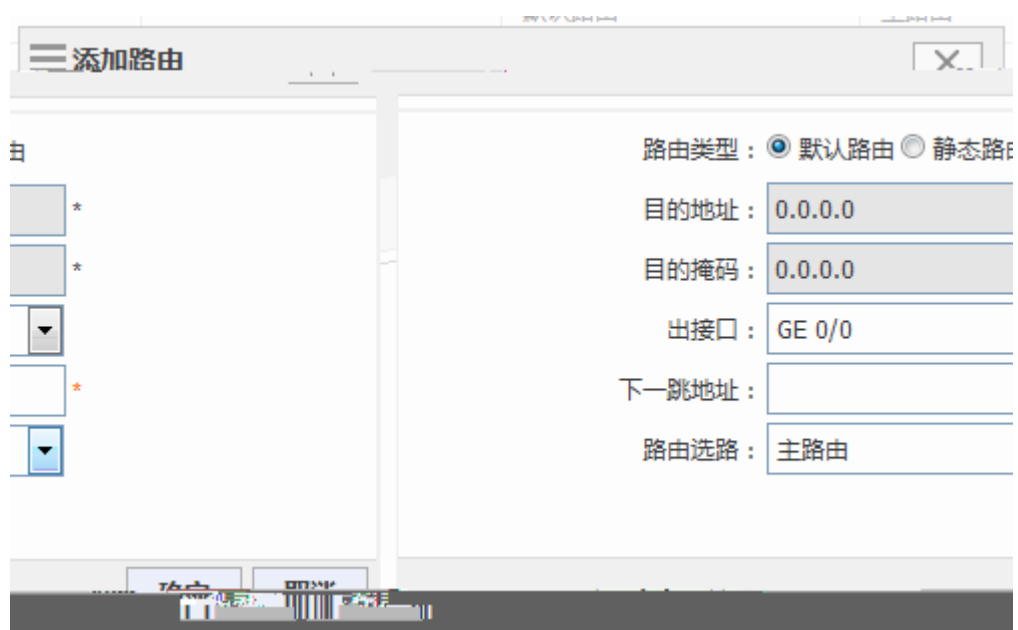 添加路由
由
*
*
*
路由类型：默认路由 静态路由
目的地址：0.0.0.0
目的掩码：0.0.0.0
出接口：GE 0/0
下一跳地址：
路由选路：主路由